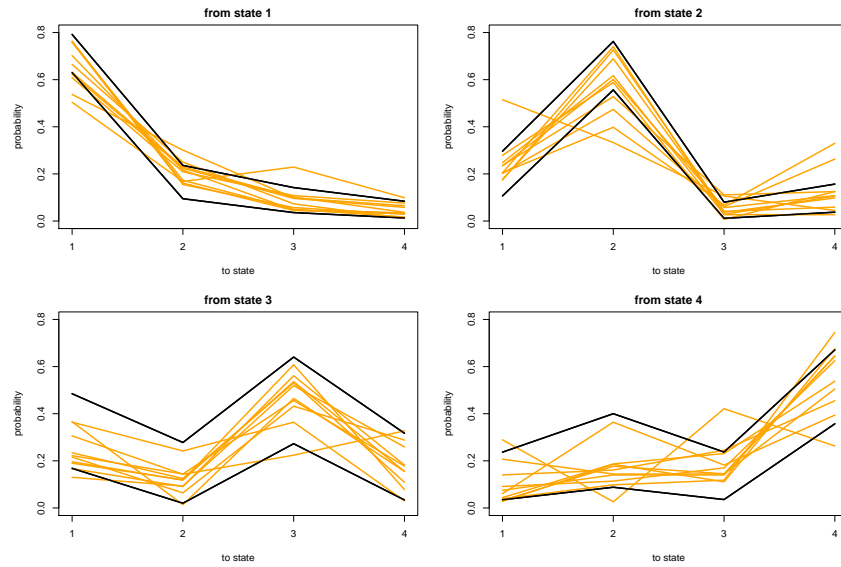 from state 1
probability
0.0 0.2 0.4 0.6 0.8
1 2 3 4
to state
from state 2
probability
0.0 0.2 0.4 0.6 0.8
1 2 3 4
to state
from state 3
probability
0.0 0.2 0.4 0.6 0.8
1 2 3 4
to state
from state 4
probability
0.0 0.2 0.4 0.6 0.8
1 2 3 4
to state